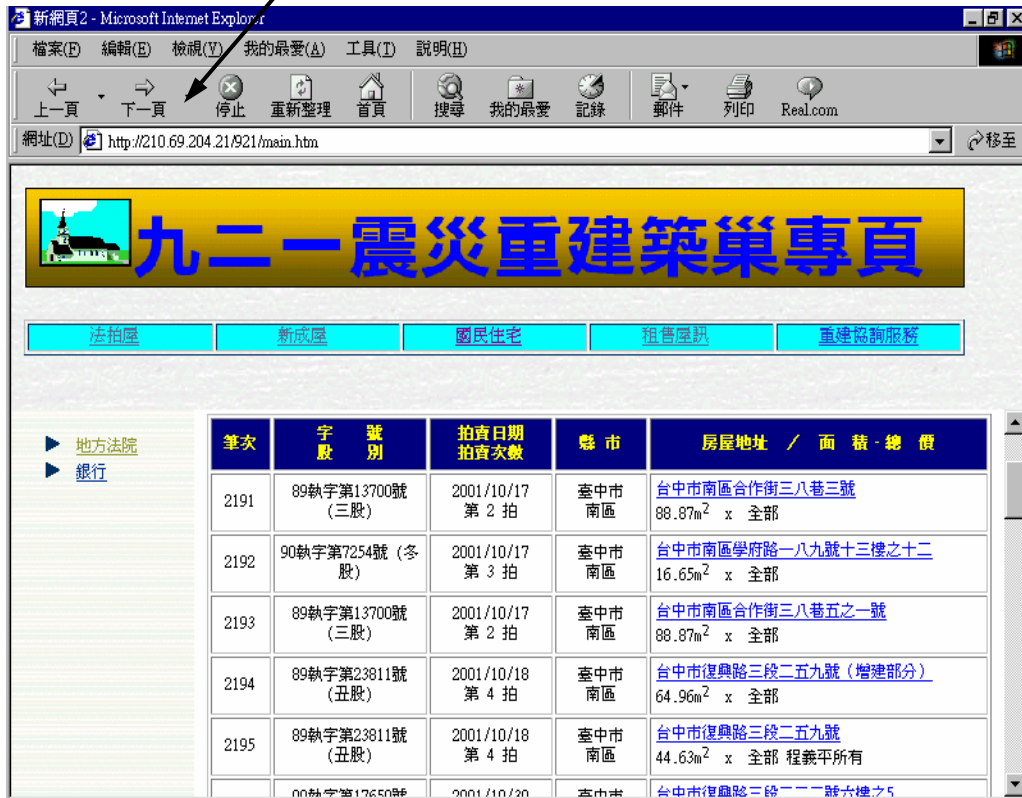 新網頁2 - Microsoft Internet Explorer
檔案(F) 編輯(E) 檢視(V) 我的最愛(A) 工具(T) 說明(H)
上一頁 下一頁 停止 重新整理 首頁 搜尋 我的最愛 記錄 郵件 列印 Real.com
網址(D) http://210.69.204.21/921/main.htm 移至
九二一震災重建築巢專頁
法拍屋 新成屋 國民住宅 租售屋訊 重建協詢服務
地方法院
銀行
筆次 字 號 股 別 拍賣日期 拍賣次數 縣 市 房屋地址 / 面 積‧總 價
2191 89執字第13700號 (三股) 2001/10/17 第 2 拍 臺中市 南區 台中市南區合作街三八巷三號
88.87m2 x 全部
2192 90執字第7254號 (冬股) 2001/10/17 第 3 拍 臺中市 南區 台中市南區學府路一八九號十三樓之十二
16.65m2 x 全部
2193 89執字第13700號 (三股) 2001/10/17 第 2 拍 臺中市 南區 台中市南區合作街三八巷五之一號
88.87m2 x 全部
2194 89執字第23811號 (丑股) 2001/10/18 第 4 拍 臺中市 南區 台中市復興路三段二五九號（增建部分）
64.96m2 x 全部
2195 89執字第23811號 (丑股) 2001/10/18 第 4 拍 臺中市 南區 台中市復興路三段二五九號
44.63m2 x 全部 程義平所有